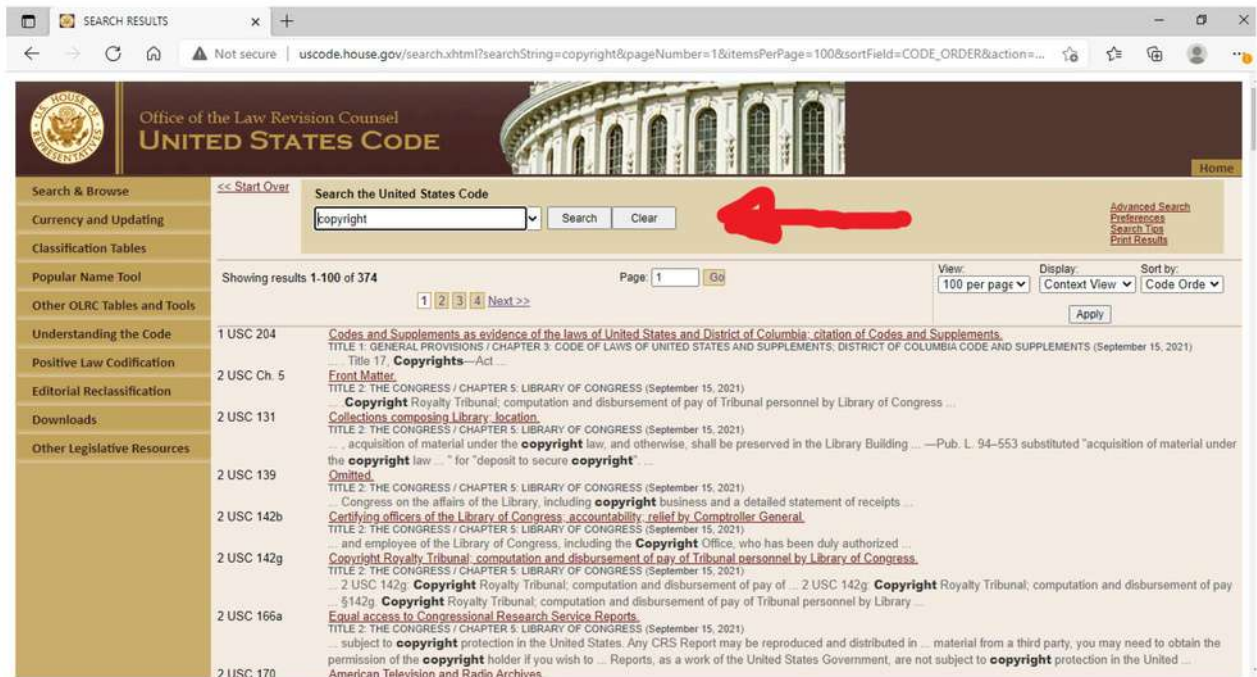 SEARCH RESULTS
Not secure | uscode.house.gov/search.xhtml?searchString=copyright&pageNumber=1&itemsPerPage=100&sortField=CODE_ORDER&action=...
Office of the Law Revision Counsel
UNITED STATES CODE
Home
Search & Browse
Currency and Updating
Classification Tables
Popular Name Tool
Other OLRC Tables and Tools
Understanding the Code
Positive Law Codification
Editorial Reclassification
Downloads
Other Legislative Resources
<< Start Over
Search the United States Code
copyright Search Clear
Advanced Search
Preferences
Search Tips
Print Results
Showing results 1-100 of 374
Page: 1 Go
1 2 3 4 Next >>
View: Display: Sort by:
100 per page Context View Code Orde
Apply
1 USC 204 Codes and Supplements as evidence of the laws of United States and District of Columbia; citation of Codes and Supplements.
TITLE 1: GENERAL PROVISIONS / CHAPTER 3: CODE OF LAWS OF UNITED STATES AND SUPPLEMENTS; DISTRICT OF COLUMBIA CODE AND SUPPLEMENTS (September 15, 2021)
... . Title 17, Copyrights—Act ...
2 USC Ch. 5 Front Matter.
TITLE 2: THE CONGRESS / CHAPTER 5: LIBRARY OF CONGRESS (September 15, 2021)
... . Copyright Royalty Tribunal; computation and disbursement of pay of Tribunal personnel by Library of Congress ...
2 USC 131 Collections composing Library; location.
TITLE 2: THE CONGRESS / CHAPTER 5: LIBRARY OF CONGRESS (September 15, 2021)
... , acquisition of material under the copyright law, and otherwise, shall be preserved in the Library Building ... —Pub. L. 94–553 substituted "acquisition of material under
the copyright law ... " for "deposit to secure copyright". ...
2 USC 139 Omitted.
TITLE 2: THE CONGRESS / CHAPTER 5: LIBRARY OF CONGRESS (September 15, 2021)
... Congress on the affairs of the Library, including copyright business and a detailed statement of receipts ...
2 USC 142b Certifying officers of the Library of Congress; accountability; relief by Comptroller General.
TITLE 2: THE CONGRESS / CHAPTER 5: LIBRARY OF CONGRESS (September 15, 2021)
... and employee of the Library of Congress, including the Copyright Office, who has been duly authorized ...
2 USC 142g Copyright Royalty Tribunal; computation and disbursement of pay of Tribunal personnel by Library of Congress.
TITLE 2: THE CONGRESS / CHAPTER 5: LIBRARY OF CONGRESS (September 15, 2021)
... 2 USC 142g: Copyright Royalty Tribunal; computation and disbursement of pay of ... 2 USC 142g: Copyright Royalty Tribunal; computation and disbursement of pay
... §142g. Copyright Royalty Tribunal; computation and disbursement of pay of Tribunal personnel by Library ...
2 USC 166a Equal access to Congressional Research Service Reports.
TITLE 2: THE CONGRESS / CHAPTER 5: LIBRARY OF CONGRESS (September 15, 2021)
... subject to copyright protection in the United States. Any CRS Report may be reproduced and distributed in ... material from a third party, you may need to obtain the
permission of the copyright holder if you wish to ... Reports, as a work of the United States Government, are not subject to copyright protection in the United ...
2 USC 170 American Television and Radio Archives.